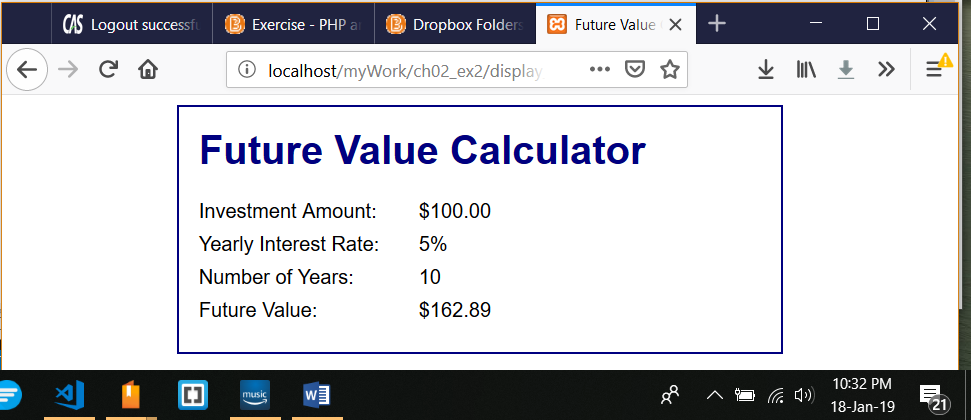 CAS Logout successfu
Exercise - PHP a
Dropbox Folders
Future Value
localhost/myWork/ch02_ex2/display
Future Value Calculator
Investment Amount: $100.00
Yearly Interest Rate: 5%
Number of Years: 10
Future Value: $162.89
music
10:32 PM
18-Jan-19
21